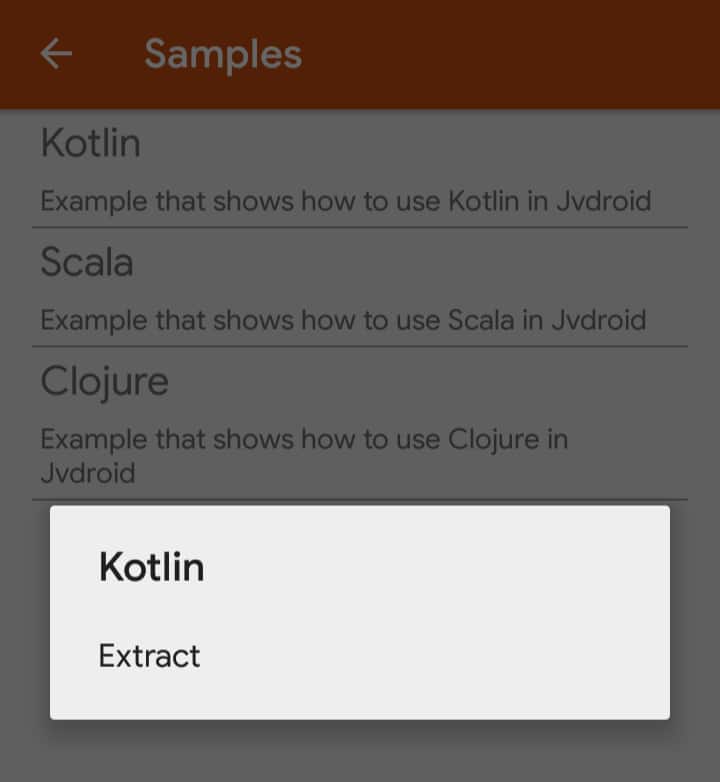 Samples
Kotlin
Example that shows how to use Kotlin in Jvdroid
Scala
Example that shows how to use Scala in Jvdroid
Clojure
Example that shows how to use Clojure in
Jvdroid
Kotlin
Extract